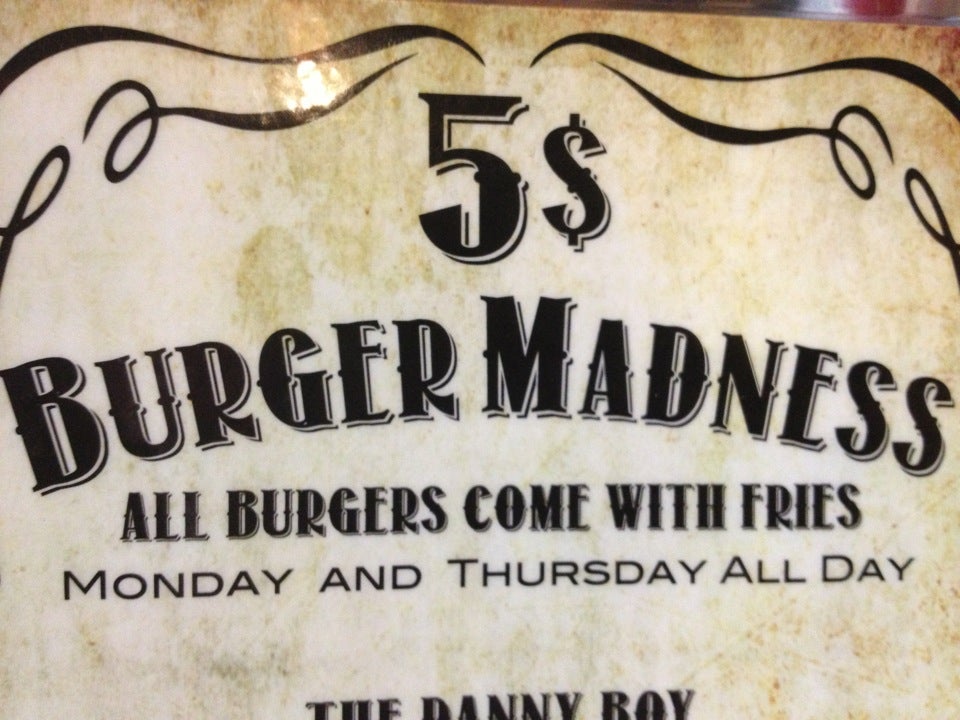 5$
BURGER MADNESS
ALL BURGERS COME WITH FRIES
MONDAY AND THURSDAY ALL DAY
THE DANNY BOY